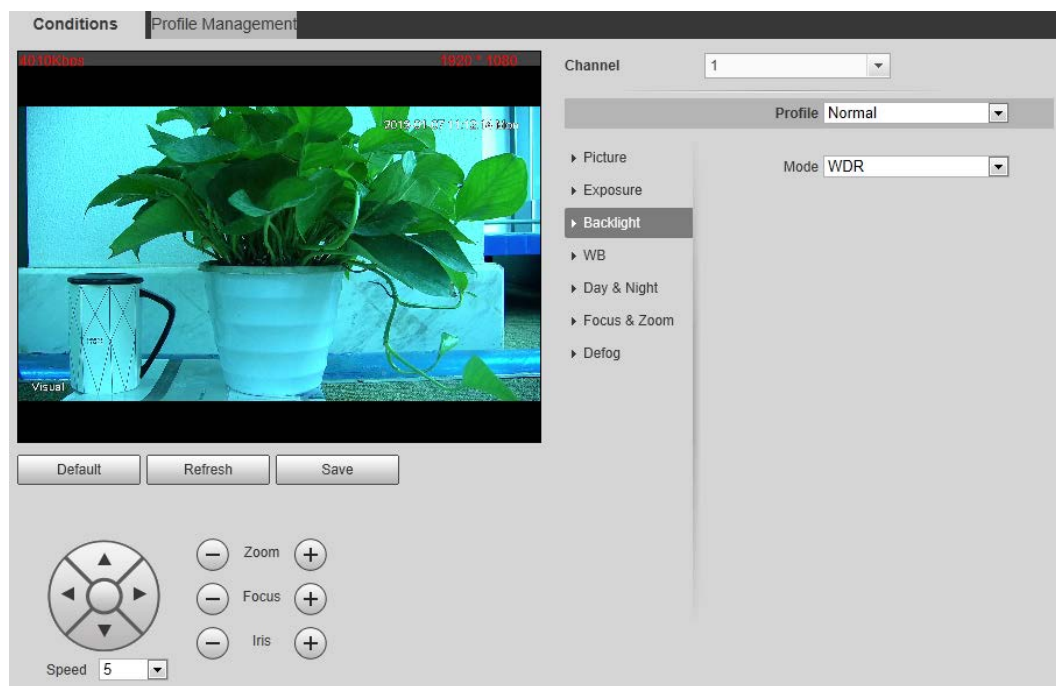 Conditions
Profile Management
4010Kbps
1920 * 1080
Visual
Default
Refresh
Save
Zoom
Focus
Iris
Speed 5
Channel 1
Profile Normal
Picture
Exposure
Backlight
WB
Day & Night
Focus & Zoom
Defog
Mode WDR